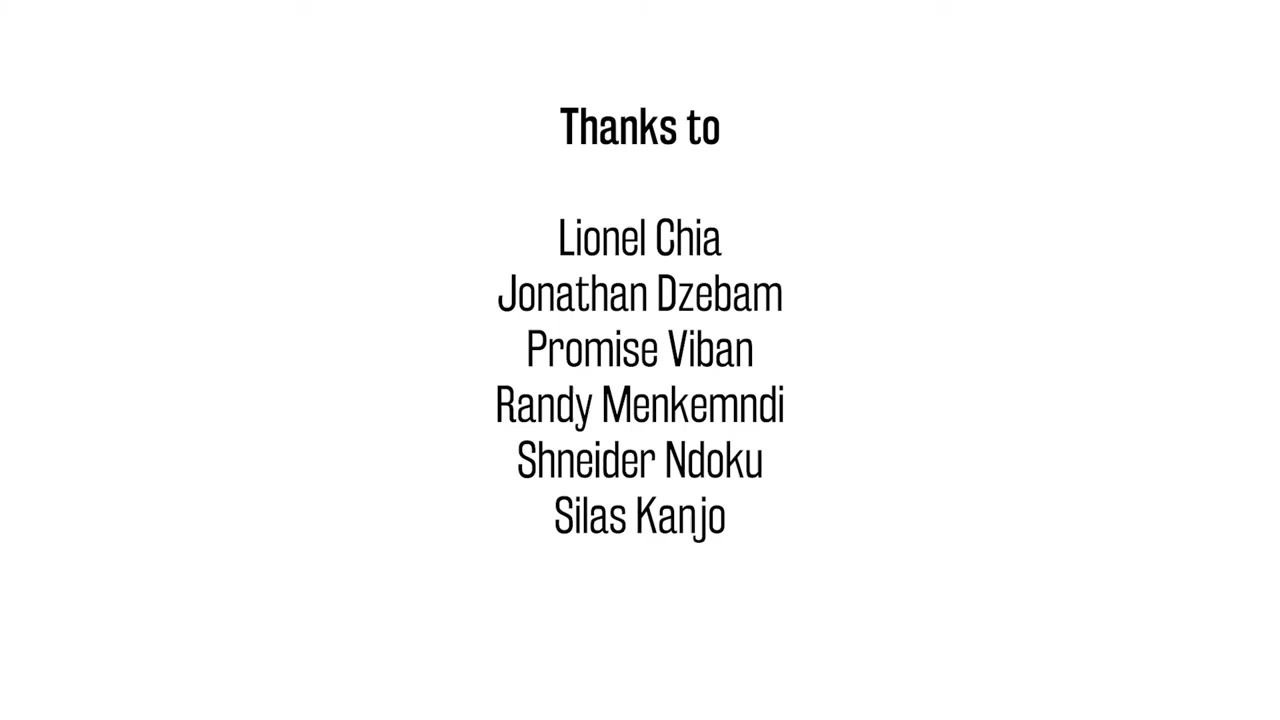 Thanks to
Lionel Chia
Jonathan Dzebam
Promise Viban
Randy Menkemndi
Shneider Ndoku
Silas Kanjo